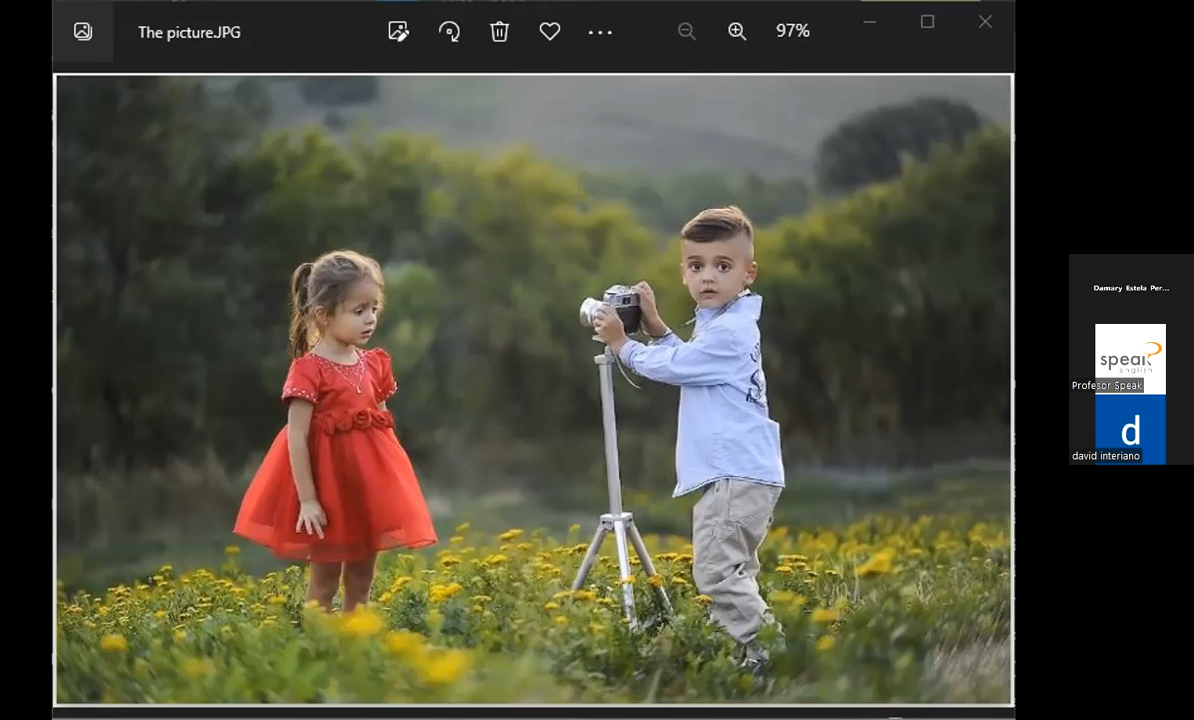 The picture.JPG
97%
Damary Estela Per...
speak
english
Profesor Speak
d
david interiano